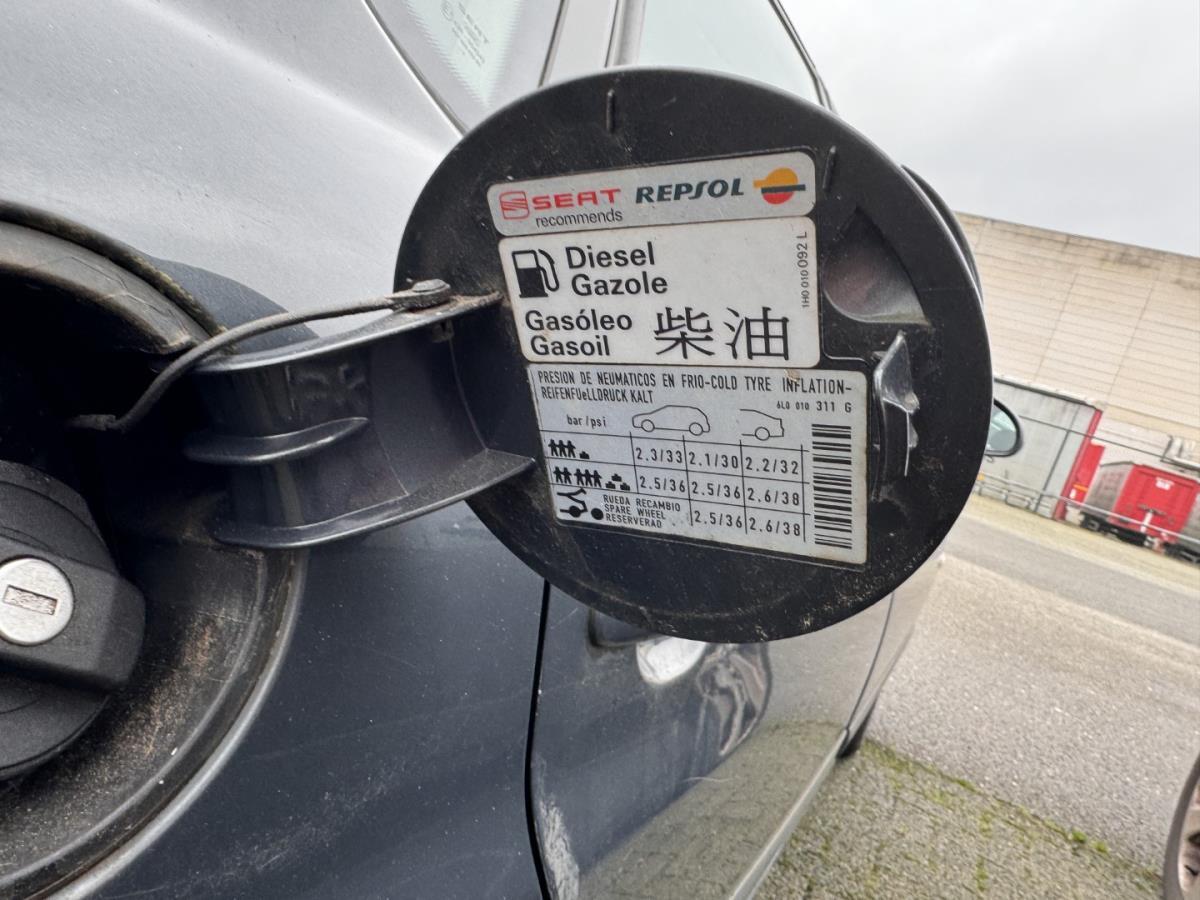 SEAT REPSOL
recommends
Diesel
Gazole
Gasóleo
Gasoil
柴油
1H0 010 092 L
PRESION DE NEUMATICOS EN FRIO-COLD TYRE INFLATION-
REIFENFUeLLDRUCK KALT
6L0 010 311 G
bar/psi
2.3/33 2.1/30 2.2/32
2.5/36 2.5/36 2.6/38
RUEDA RECAMBIO
SPARE WHEEL
RESERVERAD
2.5/36 2.6/38